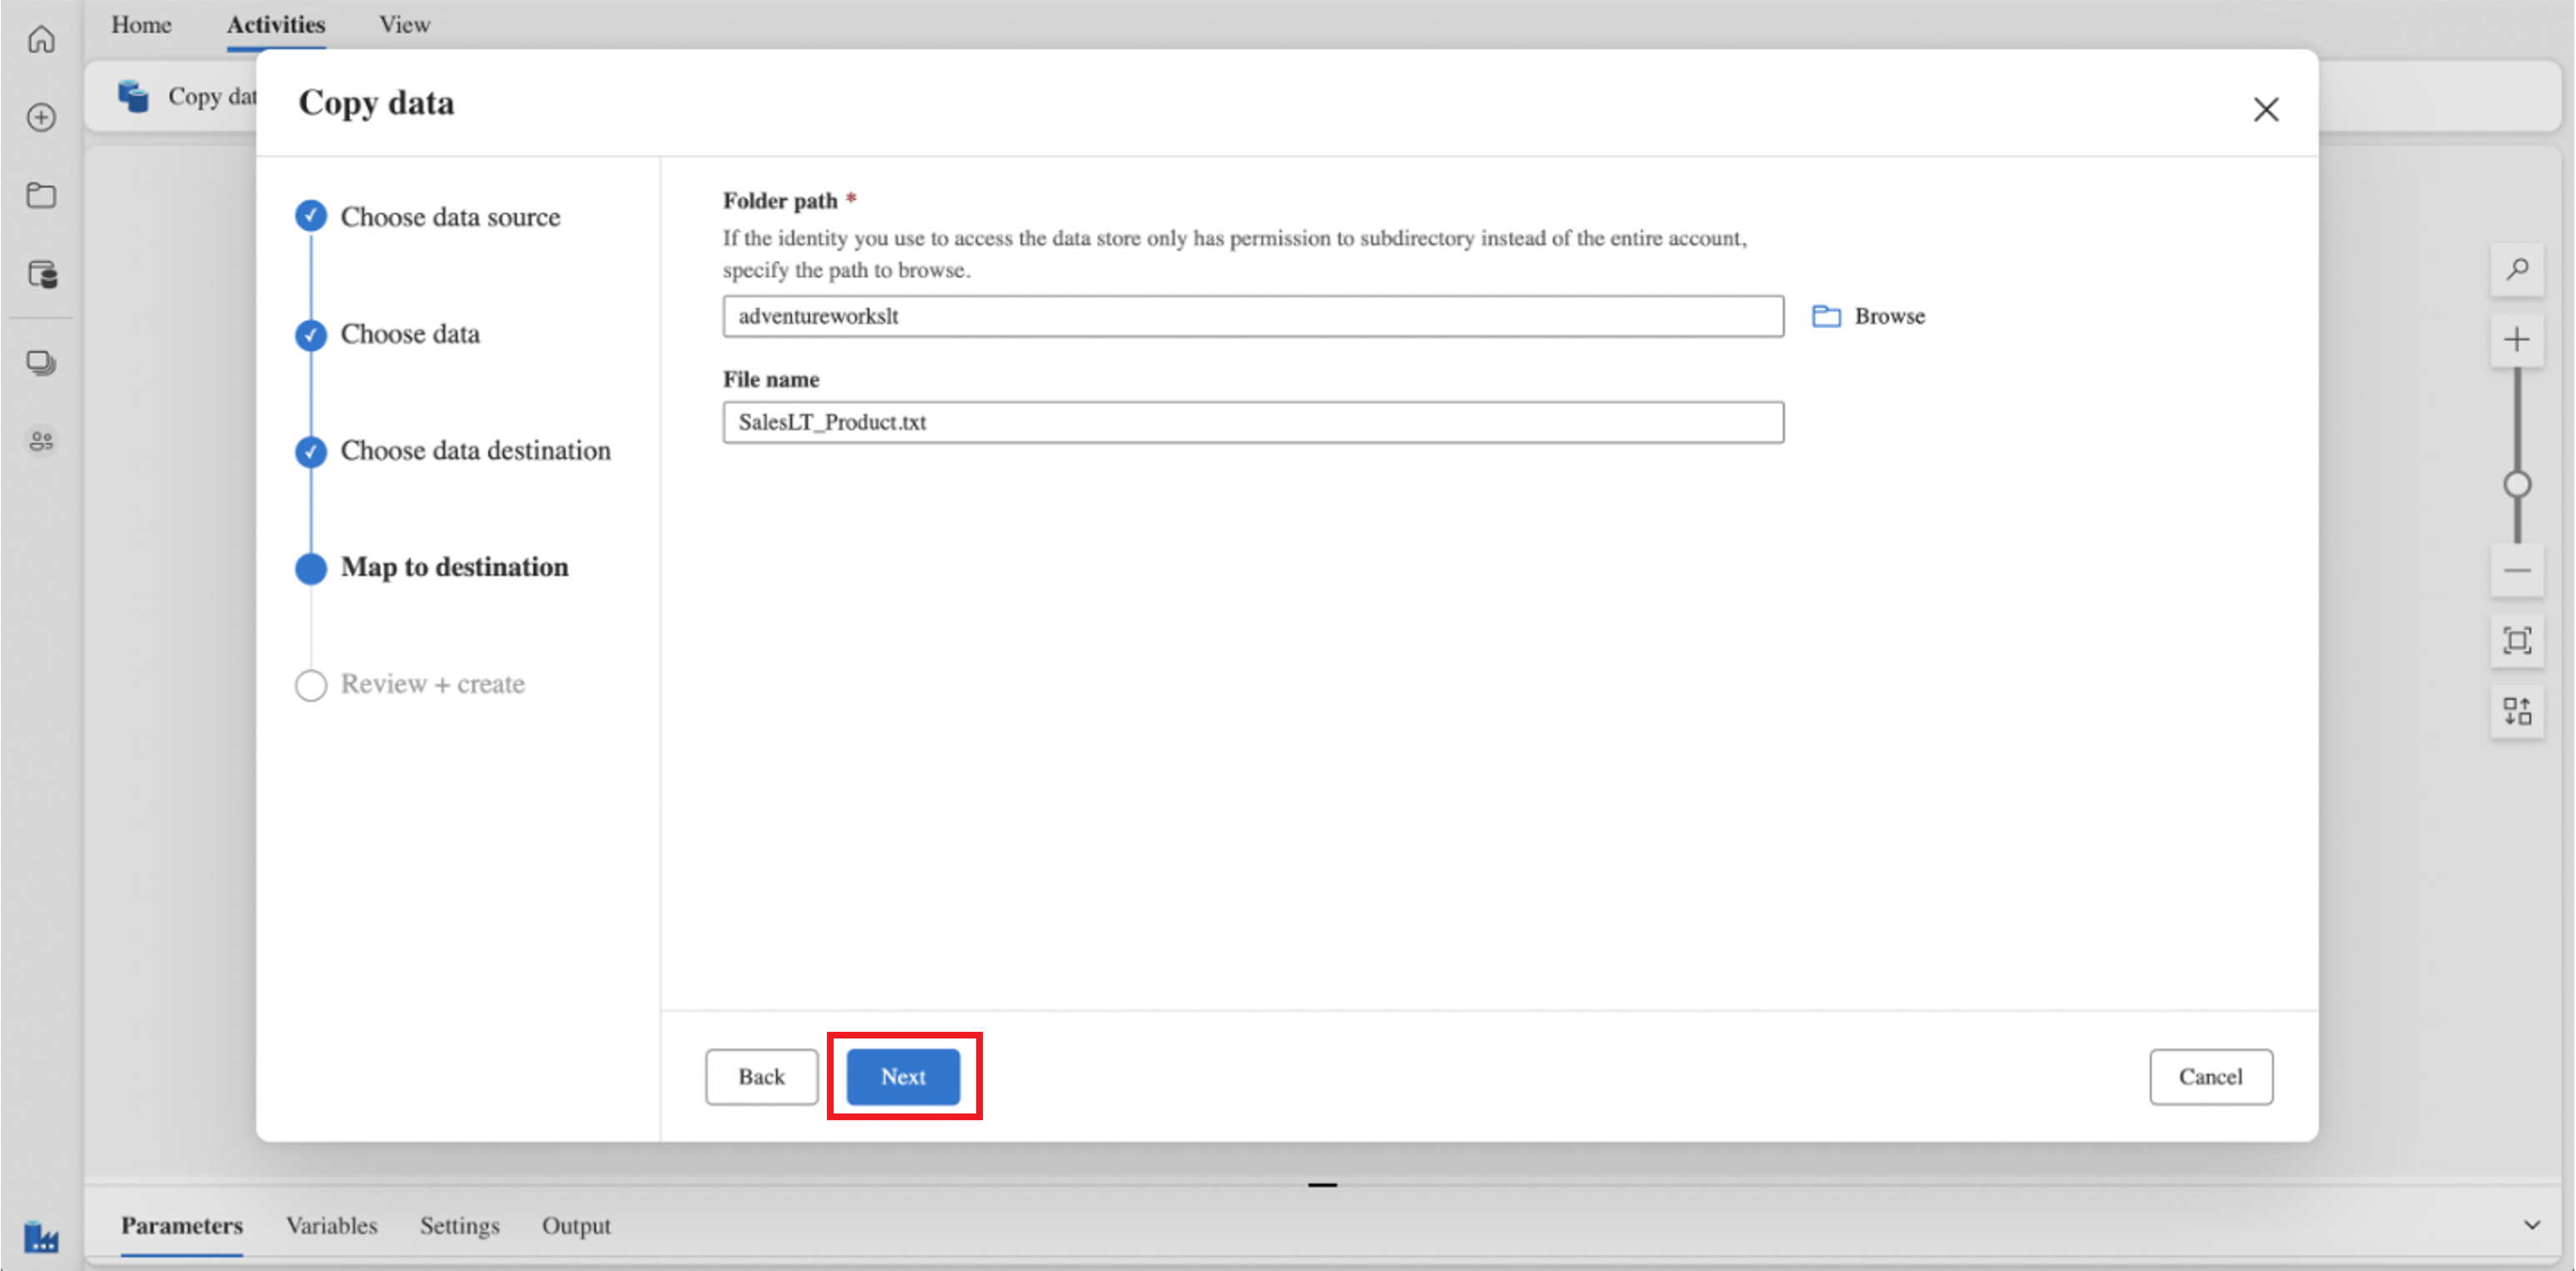 Home Activities View
Copy dat
Copy data
Choose data source
Choose data
Choose data destination
Map to destination
Review + create
Folder path *
If the identity you use to access the data store only has permission to subdirectory instead of the entire account,
specify the path to browse.
adventureworkslt
Browse
File name
SalesLT_Product.txt
Back Next Cancel
Parameters Variables Settings Output